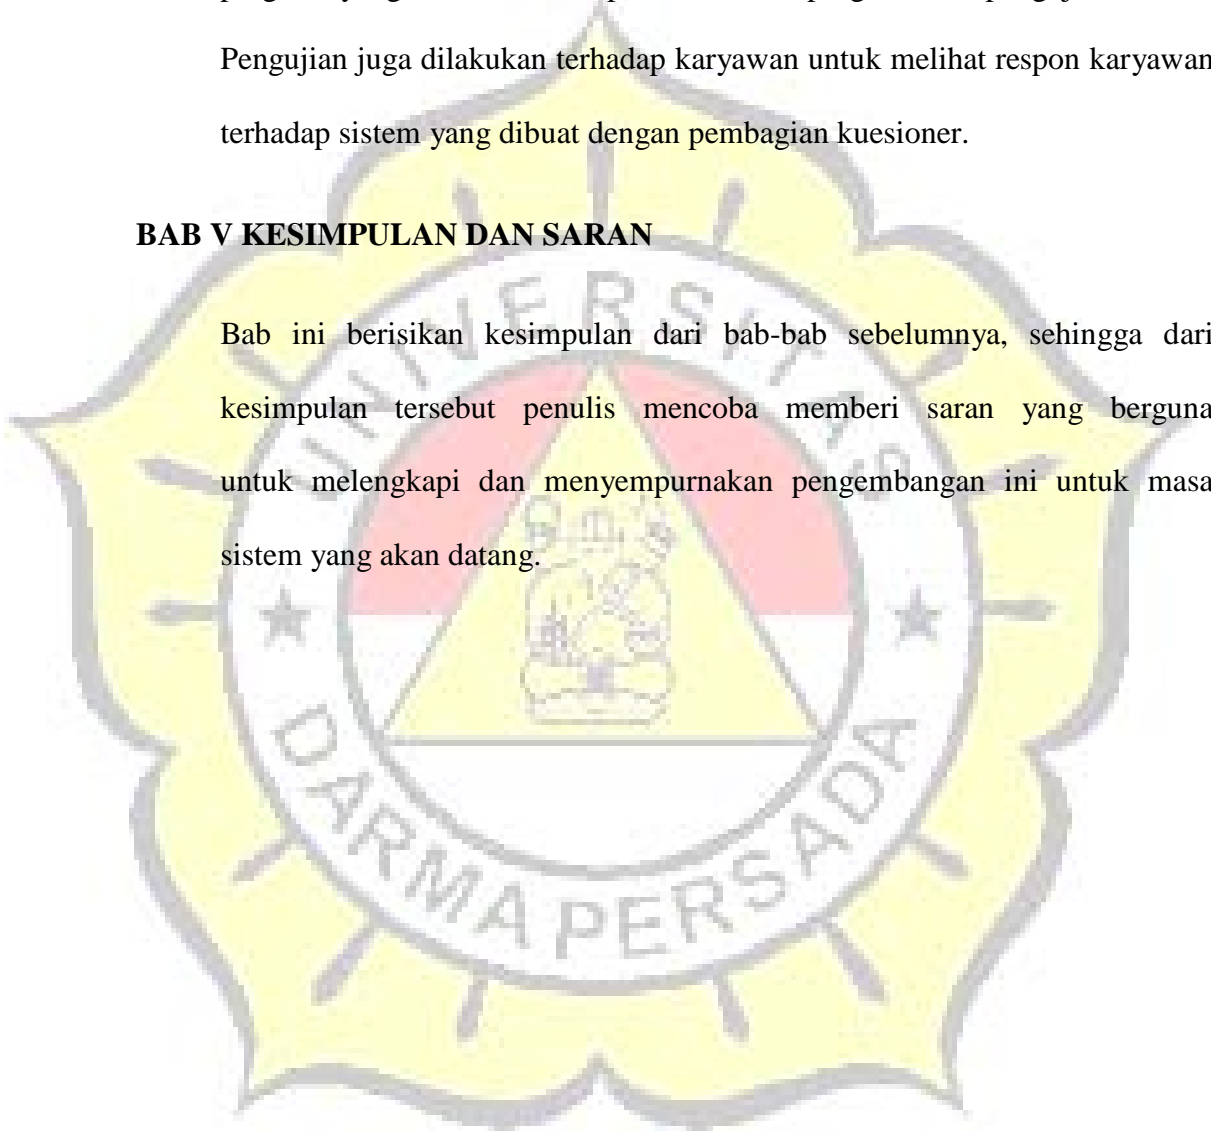 Pengujian juga dilakukan terhadap karyawan untuk melihat respon karyawan
terhadap sistem yang dibuat dengan pembagian kuesioner.
BAB V KESIMPULAN DAN SARAN
Bab ini berisikan kesimpulan dari bab-bab sebelumnya, sehingga dari
kesimpulan tersebut penulis mencoba memberi saran yang berguna
untuk melengkapi dan menyempurnakan pengembangan ini untuk masa
sistem yang akan datang.
UNIVERSITAS
DARMA PERSADA